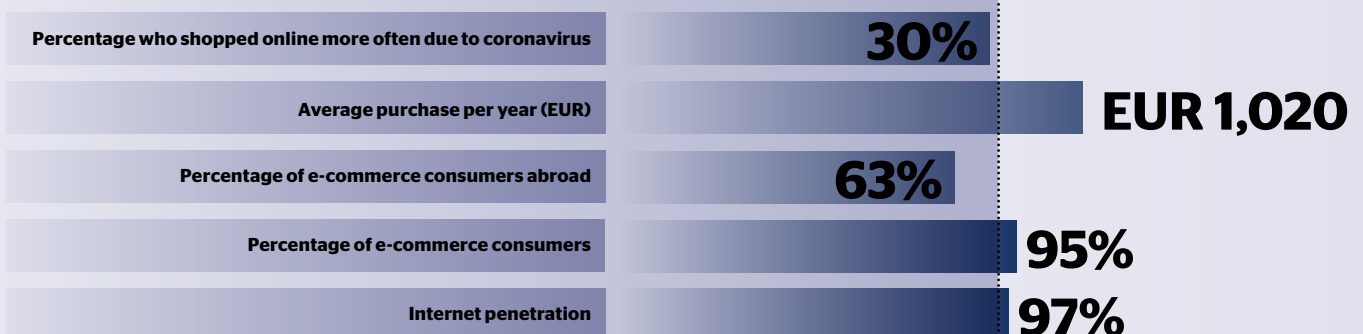 Percentage who shopped online more often due to coronavirus 30%
Average purchase per year (EUR) EUR 1,020
Percentage of e-commerce consumers abroad 63%
Percentage of e-commerce consumers 95%
Internet penetration 97%